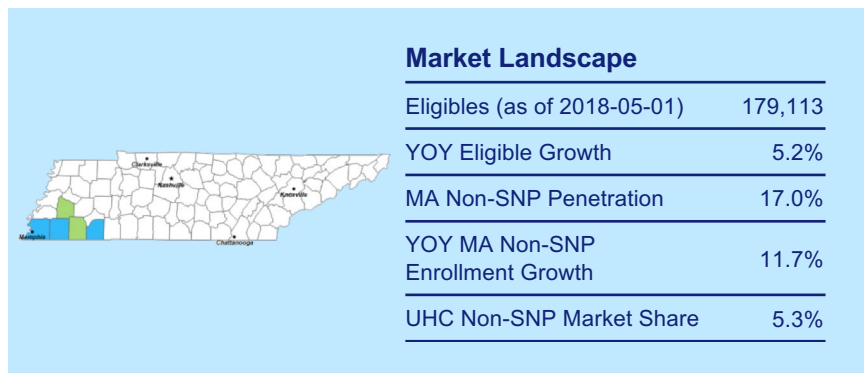 Market Landscape
Eligibles (as of 2018-05-01) 179,113
YOY Eligible Growth 5.2%
MA Non-SNP Penetration 17.0%
YOY MA Non-SNP
Enrollment Growth 11.7%
UHC Non-SNP Market Share 5.3%
Clarksville
Nashville
Knoxville
Memphis
Chattanooga